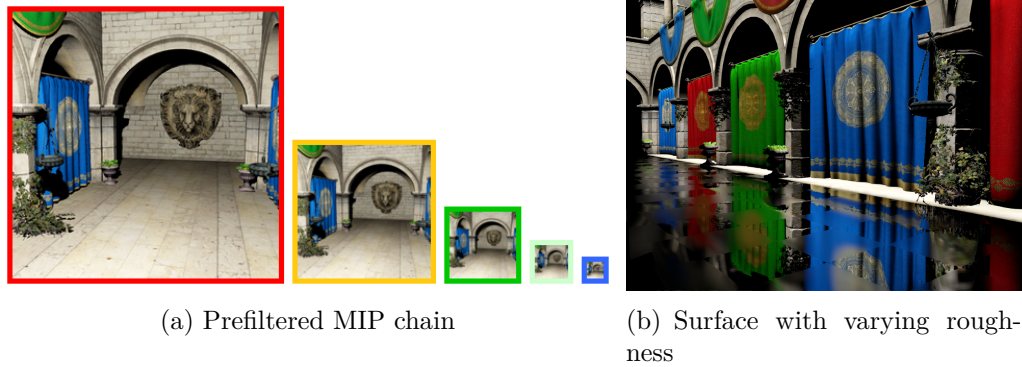 (a) Prefiltered MIP chain
(b) Surface with varying rough-
ness